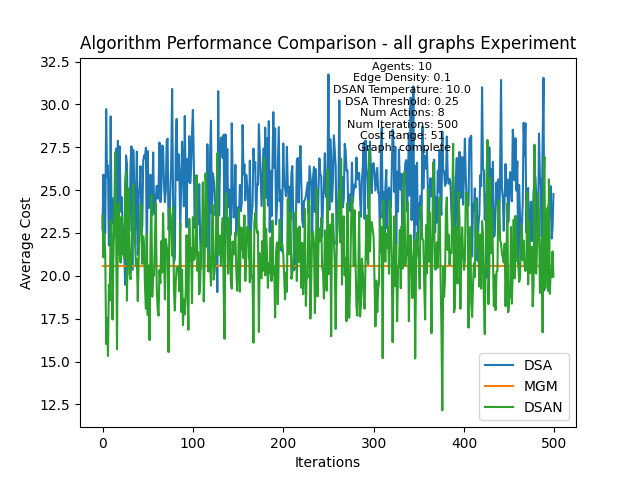 Algorithm Performance Comparison - all graphs Experiment
Agents: 10
Edge Density: 0.1
DSAN Temperature: 10.0
DSA Threshold: 0.25
Num Actions: 8
Num Iterations: 500
Cost Range: 51
Graph: complete
Average Cost
32.5
30.0
27.5
25.0
22.5
20.0
17.5
15.0
12.5
DSA
MGM
DSAN
0
100
200
300
400
500
Iterations